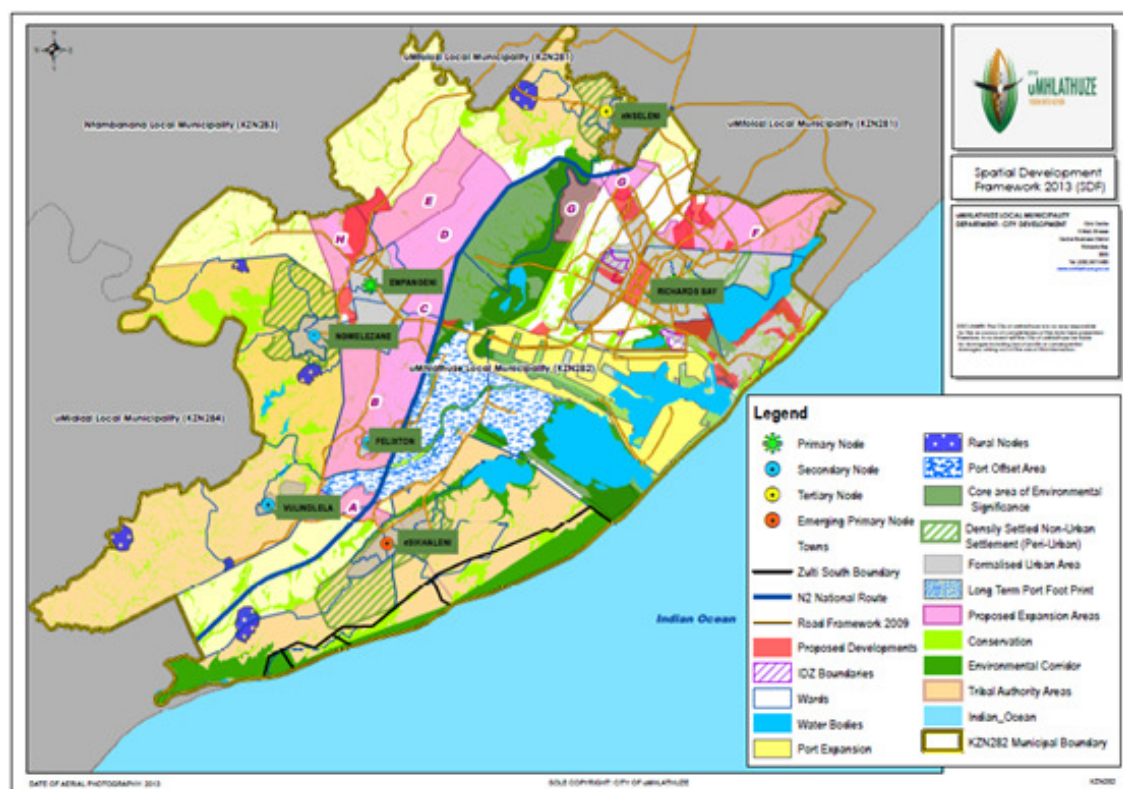 uMfolozi Local Municipality (KZN281)
Ntambanana Local Municipality (KZN283)
uMfolozi Local Municipality (KZN281)
eNSELENI
G
G
E
D
F
H
EMPANGENI
RICHARDS BAY
C
NGWELEZANE
uMhlathuze Local Municipality (KZN282)
B
uMlalazi Local Municipality (KZN284)
FELIXTON
VULINDLELA
A
eSIKHALENI
Indian Ocean
CITY OF
uMHLATHUZE
Spatial Development
Framework 2013 (SDF)
uMHLATHUZE LOCAL MUNICIPALITY
DEPARTMENT: CITY DEVELOPMENT
Legend
Primary Node
Secondary Node
Tertiary Node
Emerging Primary Node
Towns
Zulti South Boundary
N2 National Route
Road Framework 2009
Proposed Developments
IDZ Boundaries
Wards
Water Bodies
Port Expansion
Rural Nodes
Port Offset Area
Core area of Environmental
Significance
Densly Settled Non-Urban
Settlement (Peri-Urban)
Formalised Urban Area
Long Term Port Foot Print
Proposed Expansion Areas
Conservation
Environmental Corridor
Tribal Authority Areas
Indian_Ocean
KZN282 Municipal Boundary
DATE OF AERIAL PHOTOGRAPHY: 2013
SOLE COPYRIGHT: CITY OF uMHLATHUZE
KZN282